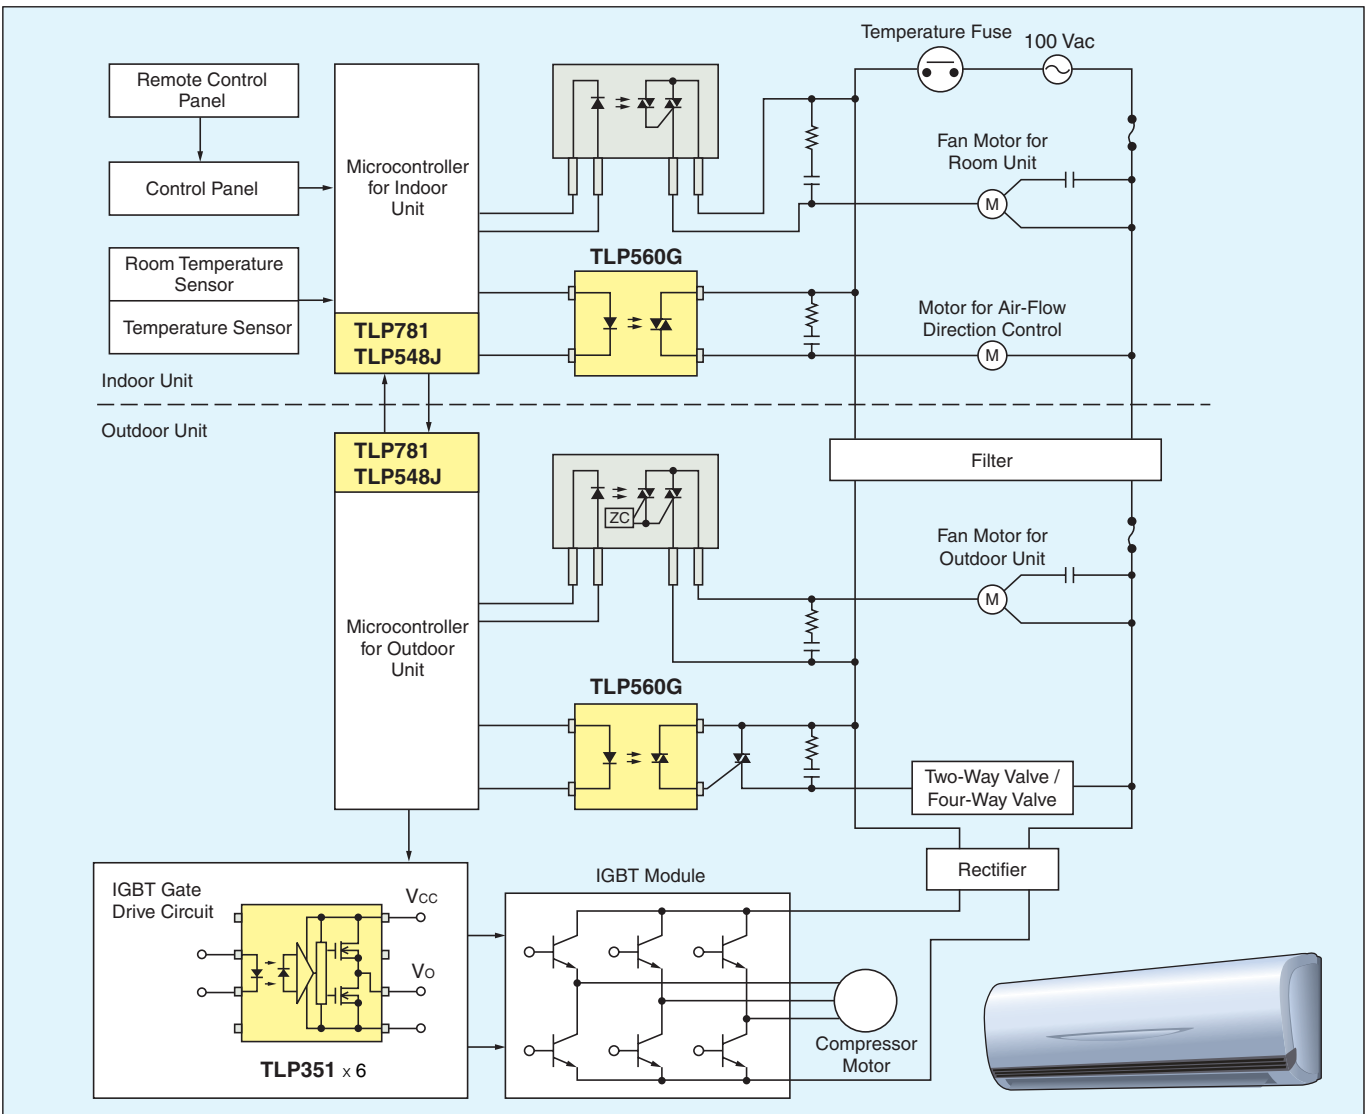 Temperature Fuse
100 Vac
Remote Control
Panel
Control Panel
Microcontroller
for Indoor
Unit
Fan Motor for
Room Unit
M
Room Temperature
Sensor
Temperature Sensor
TLP560G
TLP781
TLP548J
Motor for Air-Flow
Direction Control
M
Indoor Unit
Outdoor Unit
TLP781
TLP548J
Filter
ZC
Fan Motor for
Outdoor Unit
M
Microcontroller
for Outdoor
Unit
TLP560G
Two-Way Valve /
Four-Way Valve
Rectifier
IGBT Gate
Drive Circuit
VCC
VO
TLP351 x 6
IGBT Module
Compressor
Motor